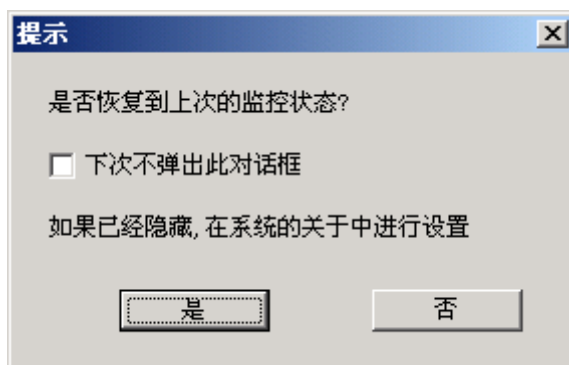 提示
是否恢复到上次的监控状态?
下次不弹出此对话框
如果已经隐藏, 在系统的关于中进行设置
是
否